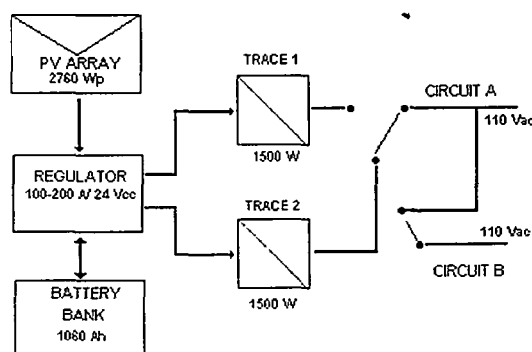 PV ARRAY
2760 Wp
REGULATOR
100-200 A/ 24 Vcc
BATTERY
BANK
1060 Ah
TRACE 1
1500 W
TRACE 2
1500 W
CIRCUIT A
110 Vac
110 Vac
CIRCUIT B